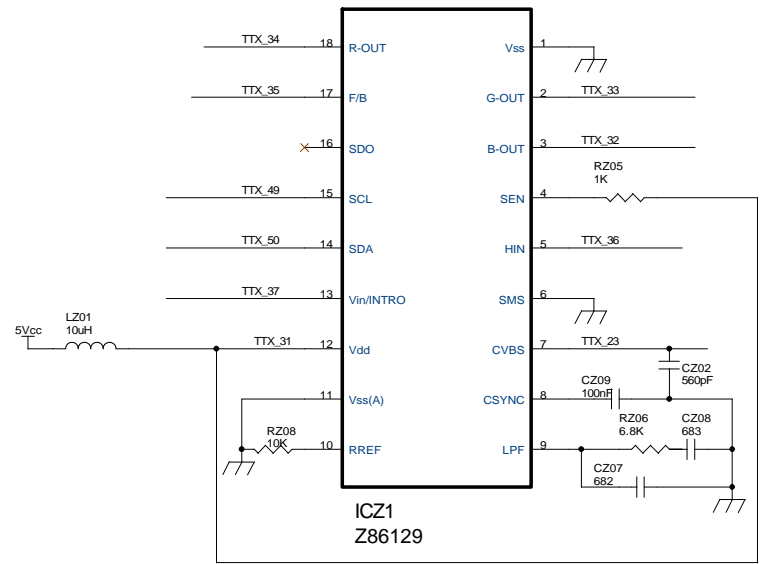 TTX_34 18 R-OUT Vss 1
TTX_35 17 F/B G-OUT 2 TTX_33
16 SDO B-OUT 3 TTX_32
RZ05
1K
TTX_49 15 SCL SEN 4
TTX_50 14 SDA HIN 5 TTX_36
TTX_37 13 Vin/INTRO SMS 6
LZ01
10uH
5Vcc
TTX_31 12 Vdd CVBS 7 TTX_23
CZ02
560pF
CZ09
100nF
11 Vss(A) CSYNC 8
RZ06
6.8K
CZ08
683
RZ08
10K
10 RREF LPF 9
CZ07
682
ICZ1
Z86129